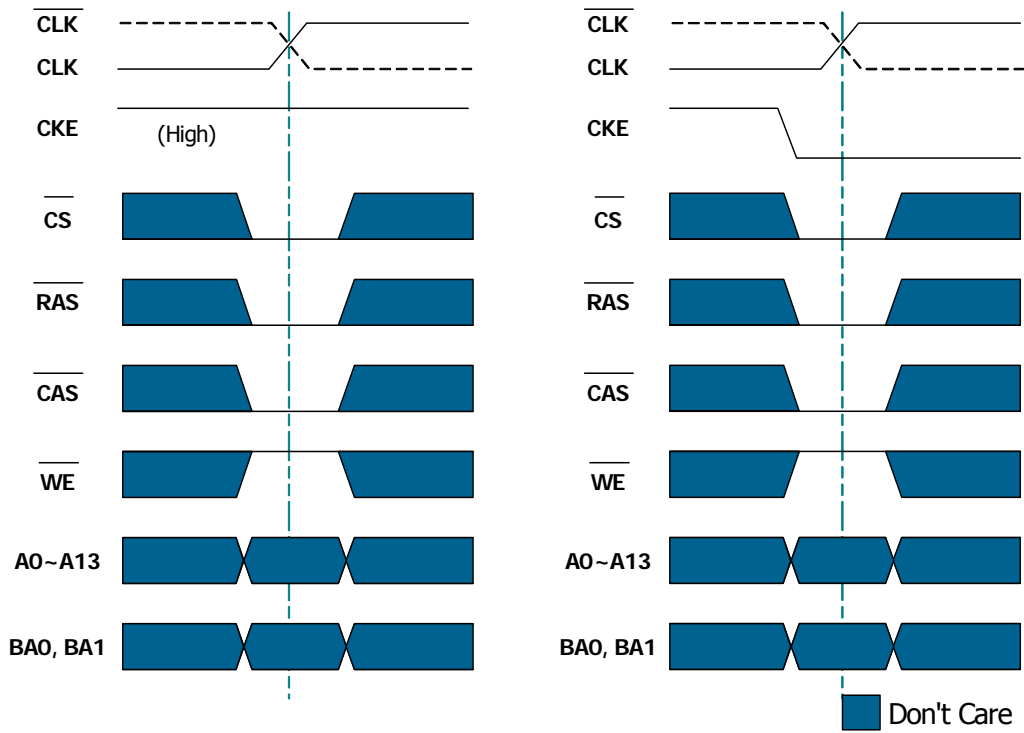 CLK
CLK
CKE
(High)
CS
RAS
CAS
WE
A0~A13
BA0, BA1
CLK
CLK
CKE
CS
RAS
CAS
WE
A0~A13
BA0, BA1
Don't Care